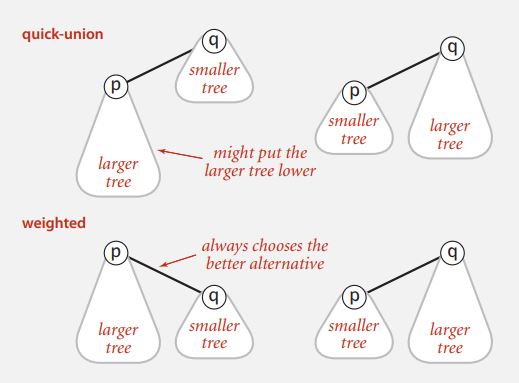 quick-union
q
smaller
tree
p
larger
tree
might put the
larger tree lower
q
p
smaller
tree
larger
tree
weighted
p
always chooses the
better alternative
q
larger
tree
smaller
tree
q
p
smaller
tree
larger
tree